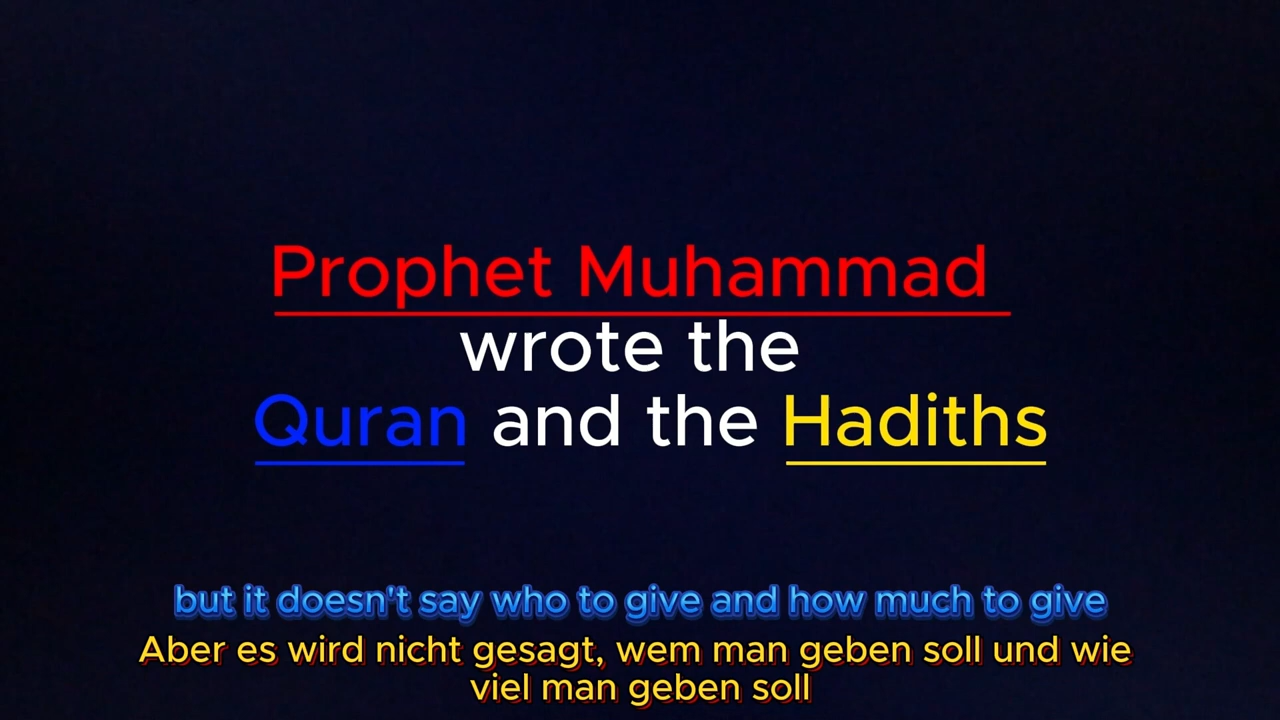 Prophet Muhammad
wrote the
Quran and the Hadiths
but it doesn't say who to give and how much to give
Aber es wird nicht gesagt, wem man geben soll und wie
viel man geben soll